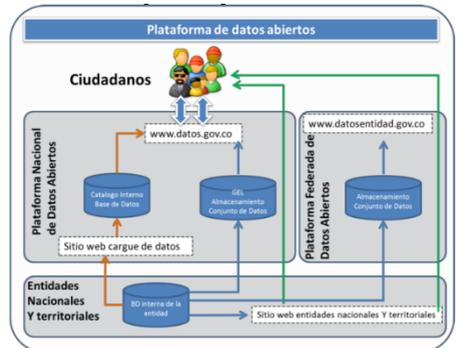 Plataforma de datos abiertos
Ciudadanos
Plataforma Nacional
de Datos Abiertos
www.datos.gov.co
Catalogo Interno
Base de Datos
GEL
Almacenamiento
Conjunto de Datos
Sitio web cargue de datos
Plataforma Federada de
Datos Abiertos
www.datosentidad.gov.co
Almacenamiento
Conjunto de Datos
Entidades
Nacionales
Y territoriales
BD interna de la
entidad
Sitio web entidades nacionales Y territoriales